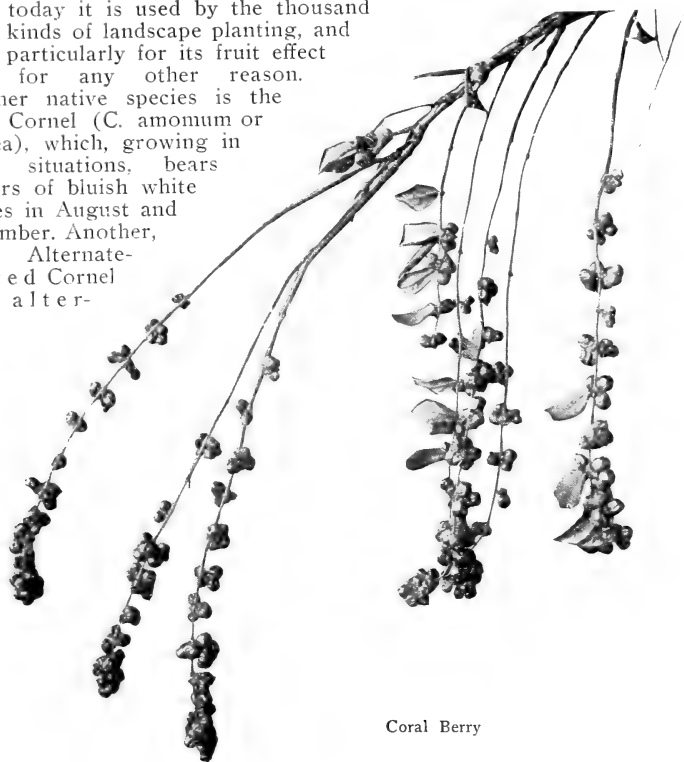 today it is used by the thousand
kinds of landscape planting, and
particularly for its fruit effect
for any other reason.
ner native species is the
Cornel (C. amomum or
ea), which, growing in
situations, bears
rs of bluish white
es in August and
mber. Another,
Alternate-
ed Cornel
alter-
Coral Berry